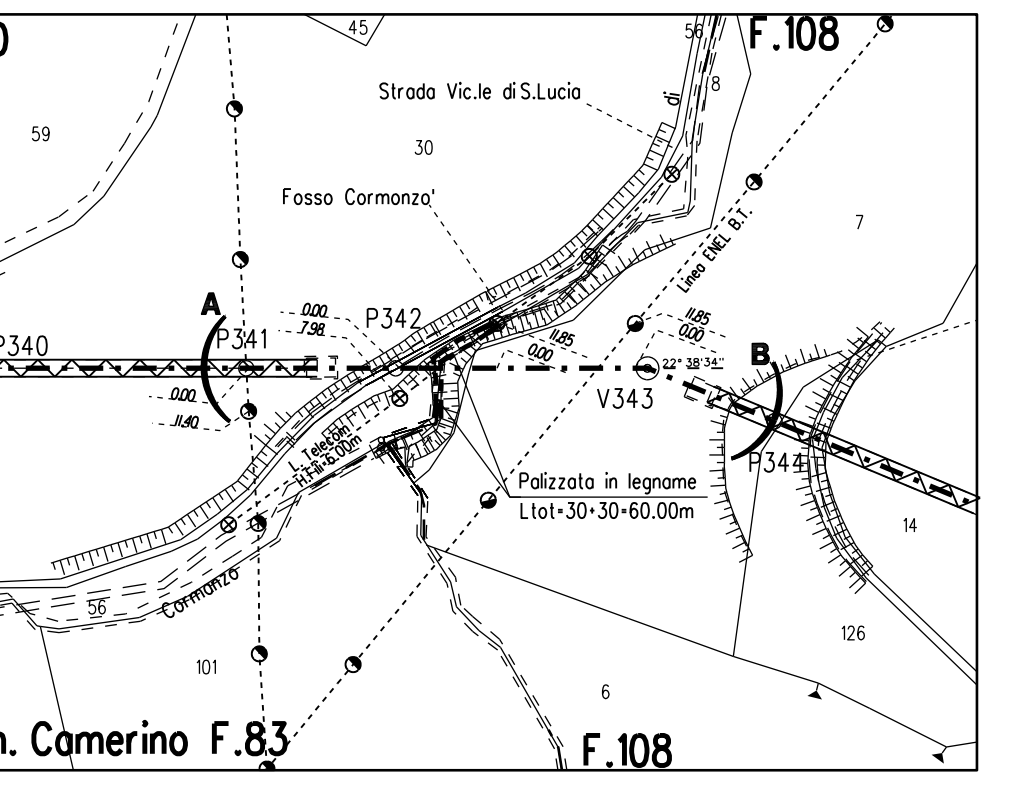 45
56
F.108
8
Strada Vic.le di S.Lucia
di
59
30
Fosso Cormonzo'
7
Linea ENEL B.T.
A
0.00
7.98
P342
11.85
0.00
P340
P341
11.85
0.00
B
22° 38'34"
0.00
11.40
V343
L. Telecom
H.Fili=6.00m
P344
Palizzata in legname
Ltot=30+30=60.00m
14
Cormonzo
56
126
101
6
Camerino F.83
F.108